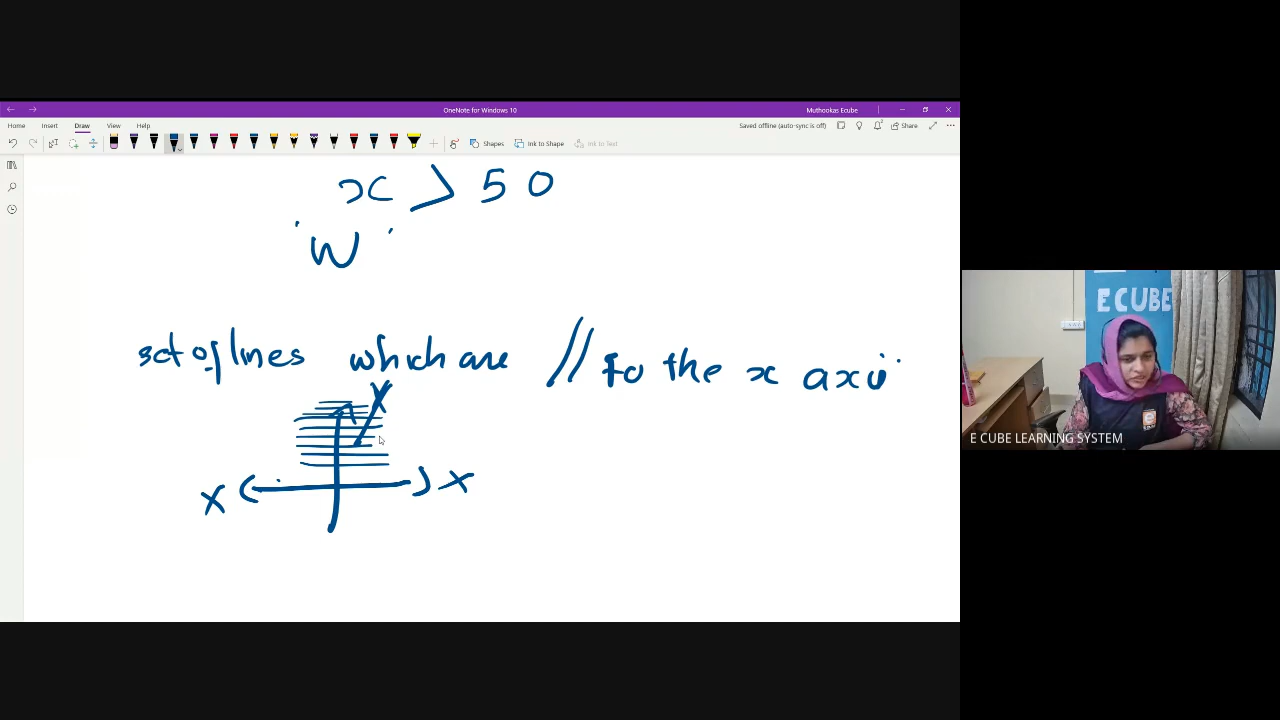 OneNote for Windows 10
Muthookas Ecube
Home Insert Draw View Help
Saved offline (auto-sync is off)
Share
Shapes
Ink to Shape
Ink to Text
x > 50
'W'
set of lines which are // to the x axis
X X
Y
ECUBE
E CUBE LEARNING SYSTEM